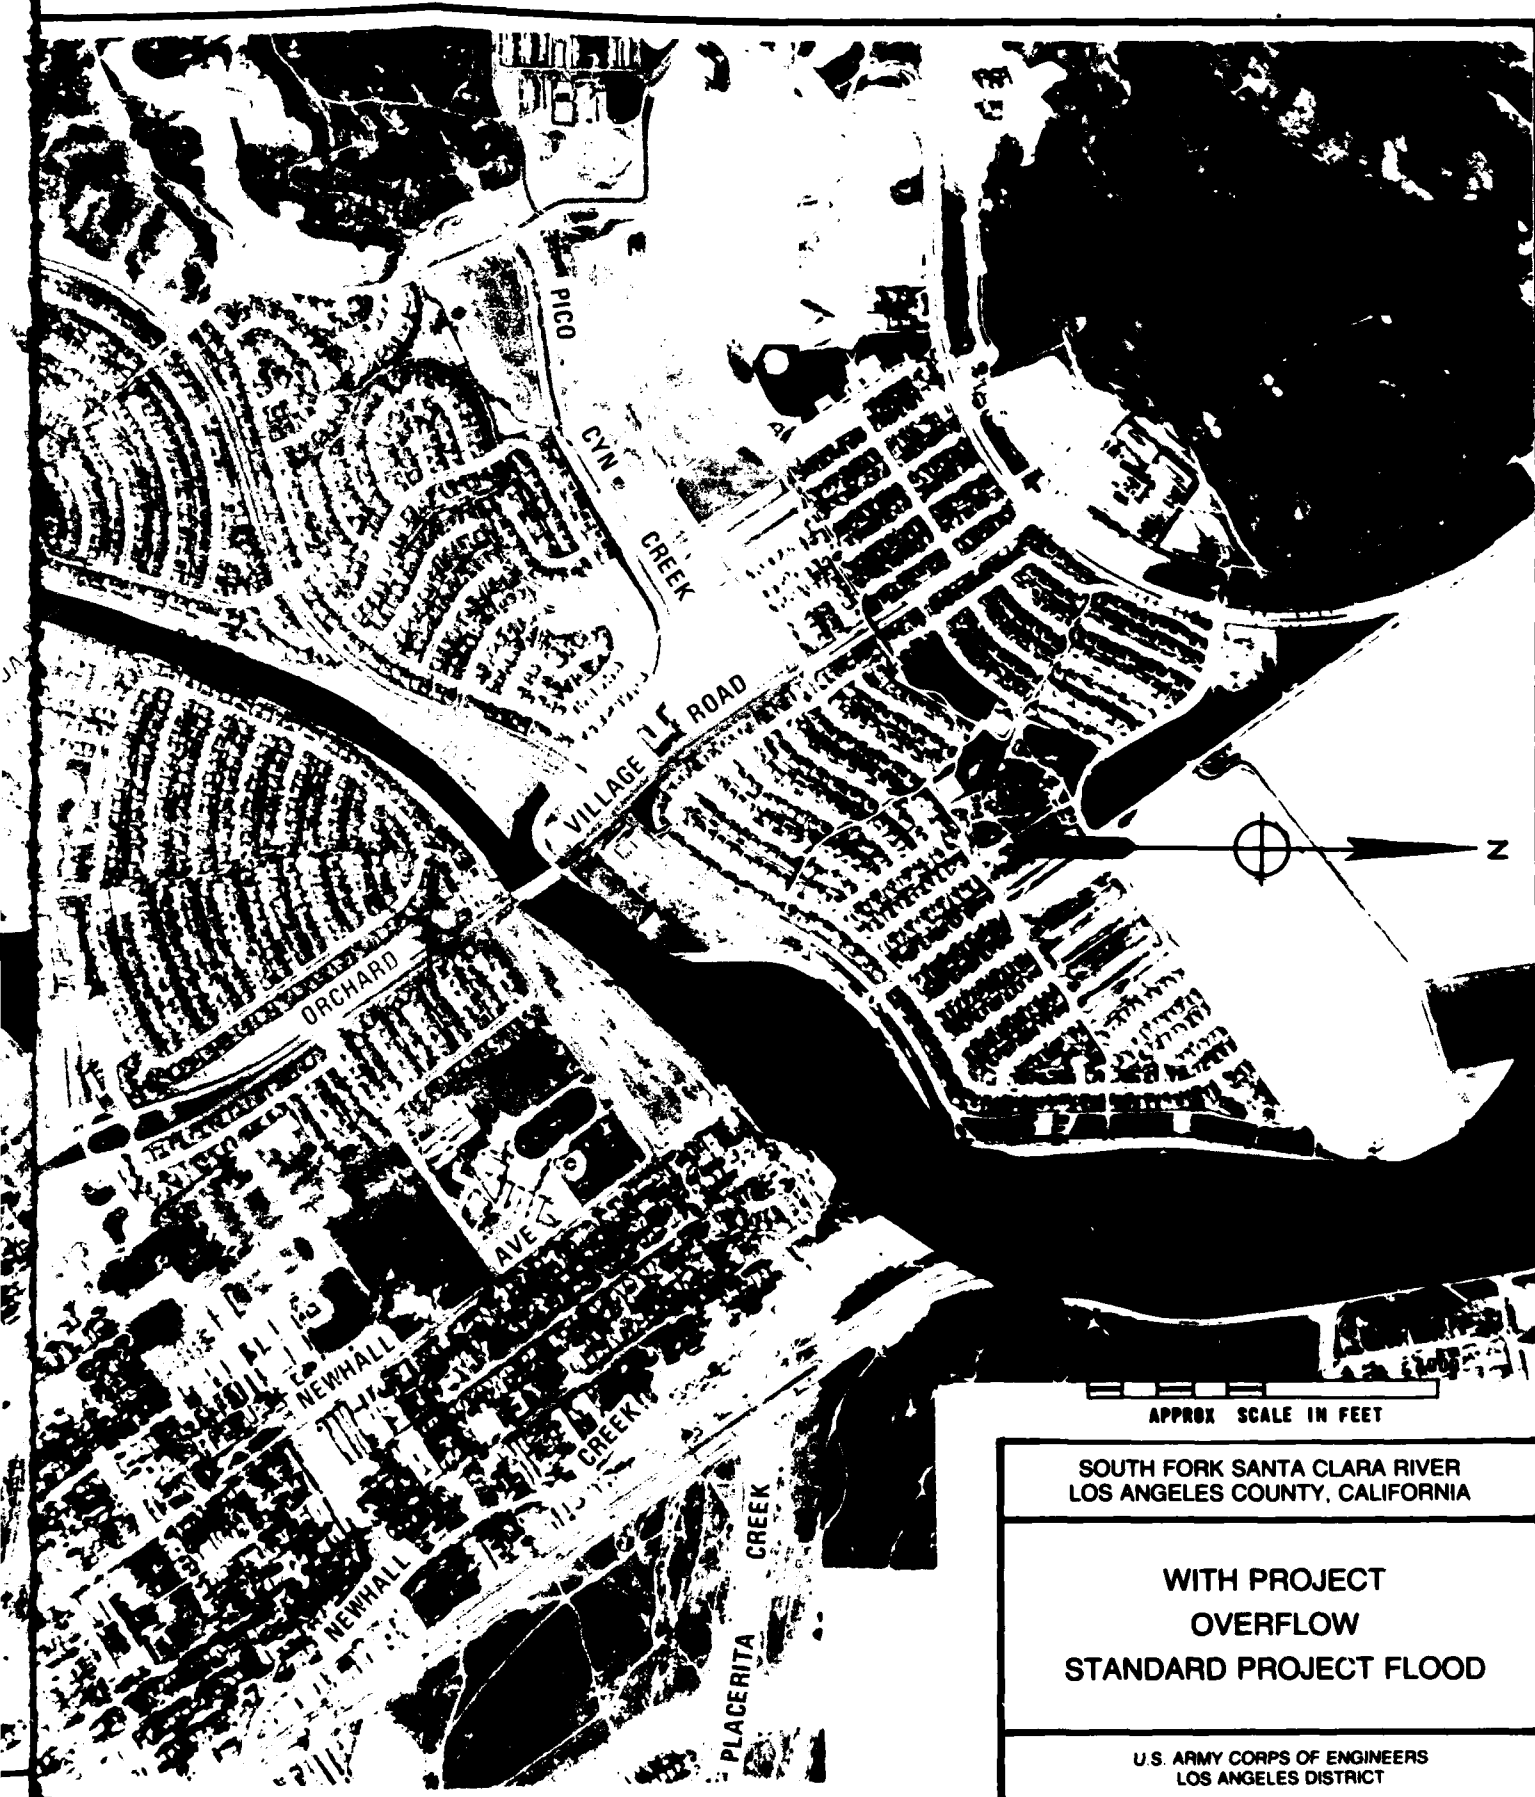 PICO
CYN
CREEK
VILLAGE ROAD
N
ORCHARD
AVE
NEWHALL
CREEK
NEWHALL
CREEK
PLACERITA
APPROX SCALE IN FEET
SOUTH FORK SANTA CLARA RIVER
LOS ANGELES COUNTY, CALIFORNIA
WITH PROJECT
OVERFLOW
STANDARD PROJECT FLOOD
U.S. ARMY CORPS OF ENGINEERS
LOS ANGELES DISTRICT